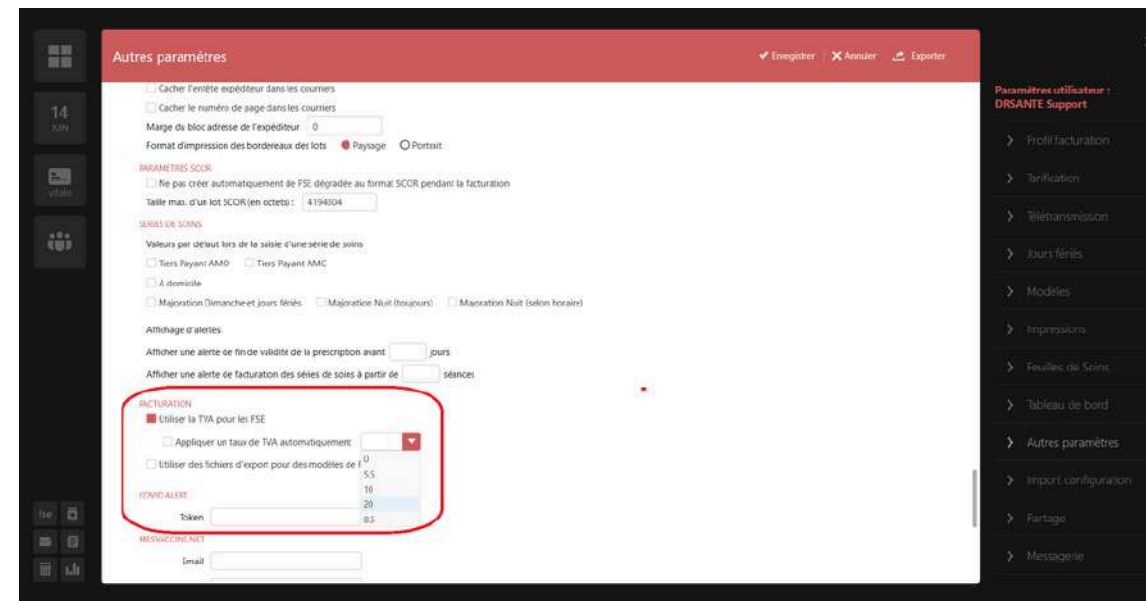 Autres paramètres
Enregistrer
Annuler
Exporter
14
JUN
vitale
fse
Cacher l'entête expéditeur dans les courriers
Cacher le numéro de page dans les courriers
Marge du bloc adresse de l'expéditeur 0
Format d'impression des bordereaux des lots Paysage Portrait
PARAMETRES SCOR
Ne pas créer automatiquement de FSE dégradée au format SCOR pendant la facturation
Taille max. d'un lot SCOR (en octets) : 4194304
SERIES DE SOINS
Valeurs par défaut lors de la saisie d'une série de soins
Tiers Payant AMO Tiers Payant AMC
A domicile
Majoration Dimanche et jours fériés Majoration Nuit (toujours) Majoration Nuit (selon horaire)
Affichage d'alertes
Afficher une alerte de fin de validité de la prescription avant jours
Afficher une alerte de facturation des séries de soins à partir de séances
FACTURATION
Utiliser la TVA pour les FSE
Appliquer un taux de TVA automatiquement
Utiliser des fichiers d'export pour des modèles de
0
5.5
10
20
8.5
COVID ALERT
Token
MESVACCINS.NET
Email
Paramètres utilisateur :
DRSANTE Support
Profil facturation
Tarification
Télétransmission
Jours fériés
Modèles
Impressions
Feuilles de Soins
Tableau de bord
Autres paramètres
Import configuration
Partage
Messagerie